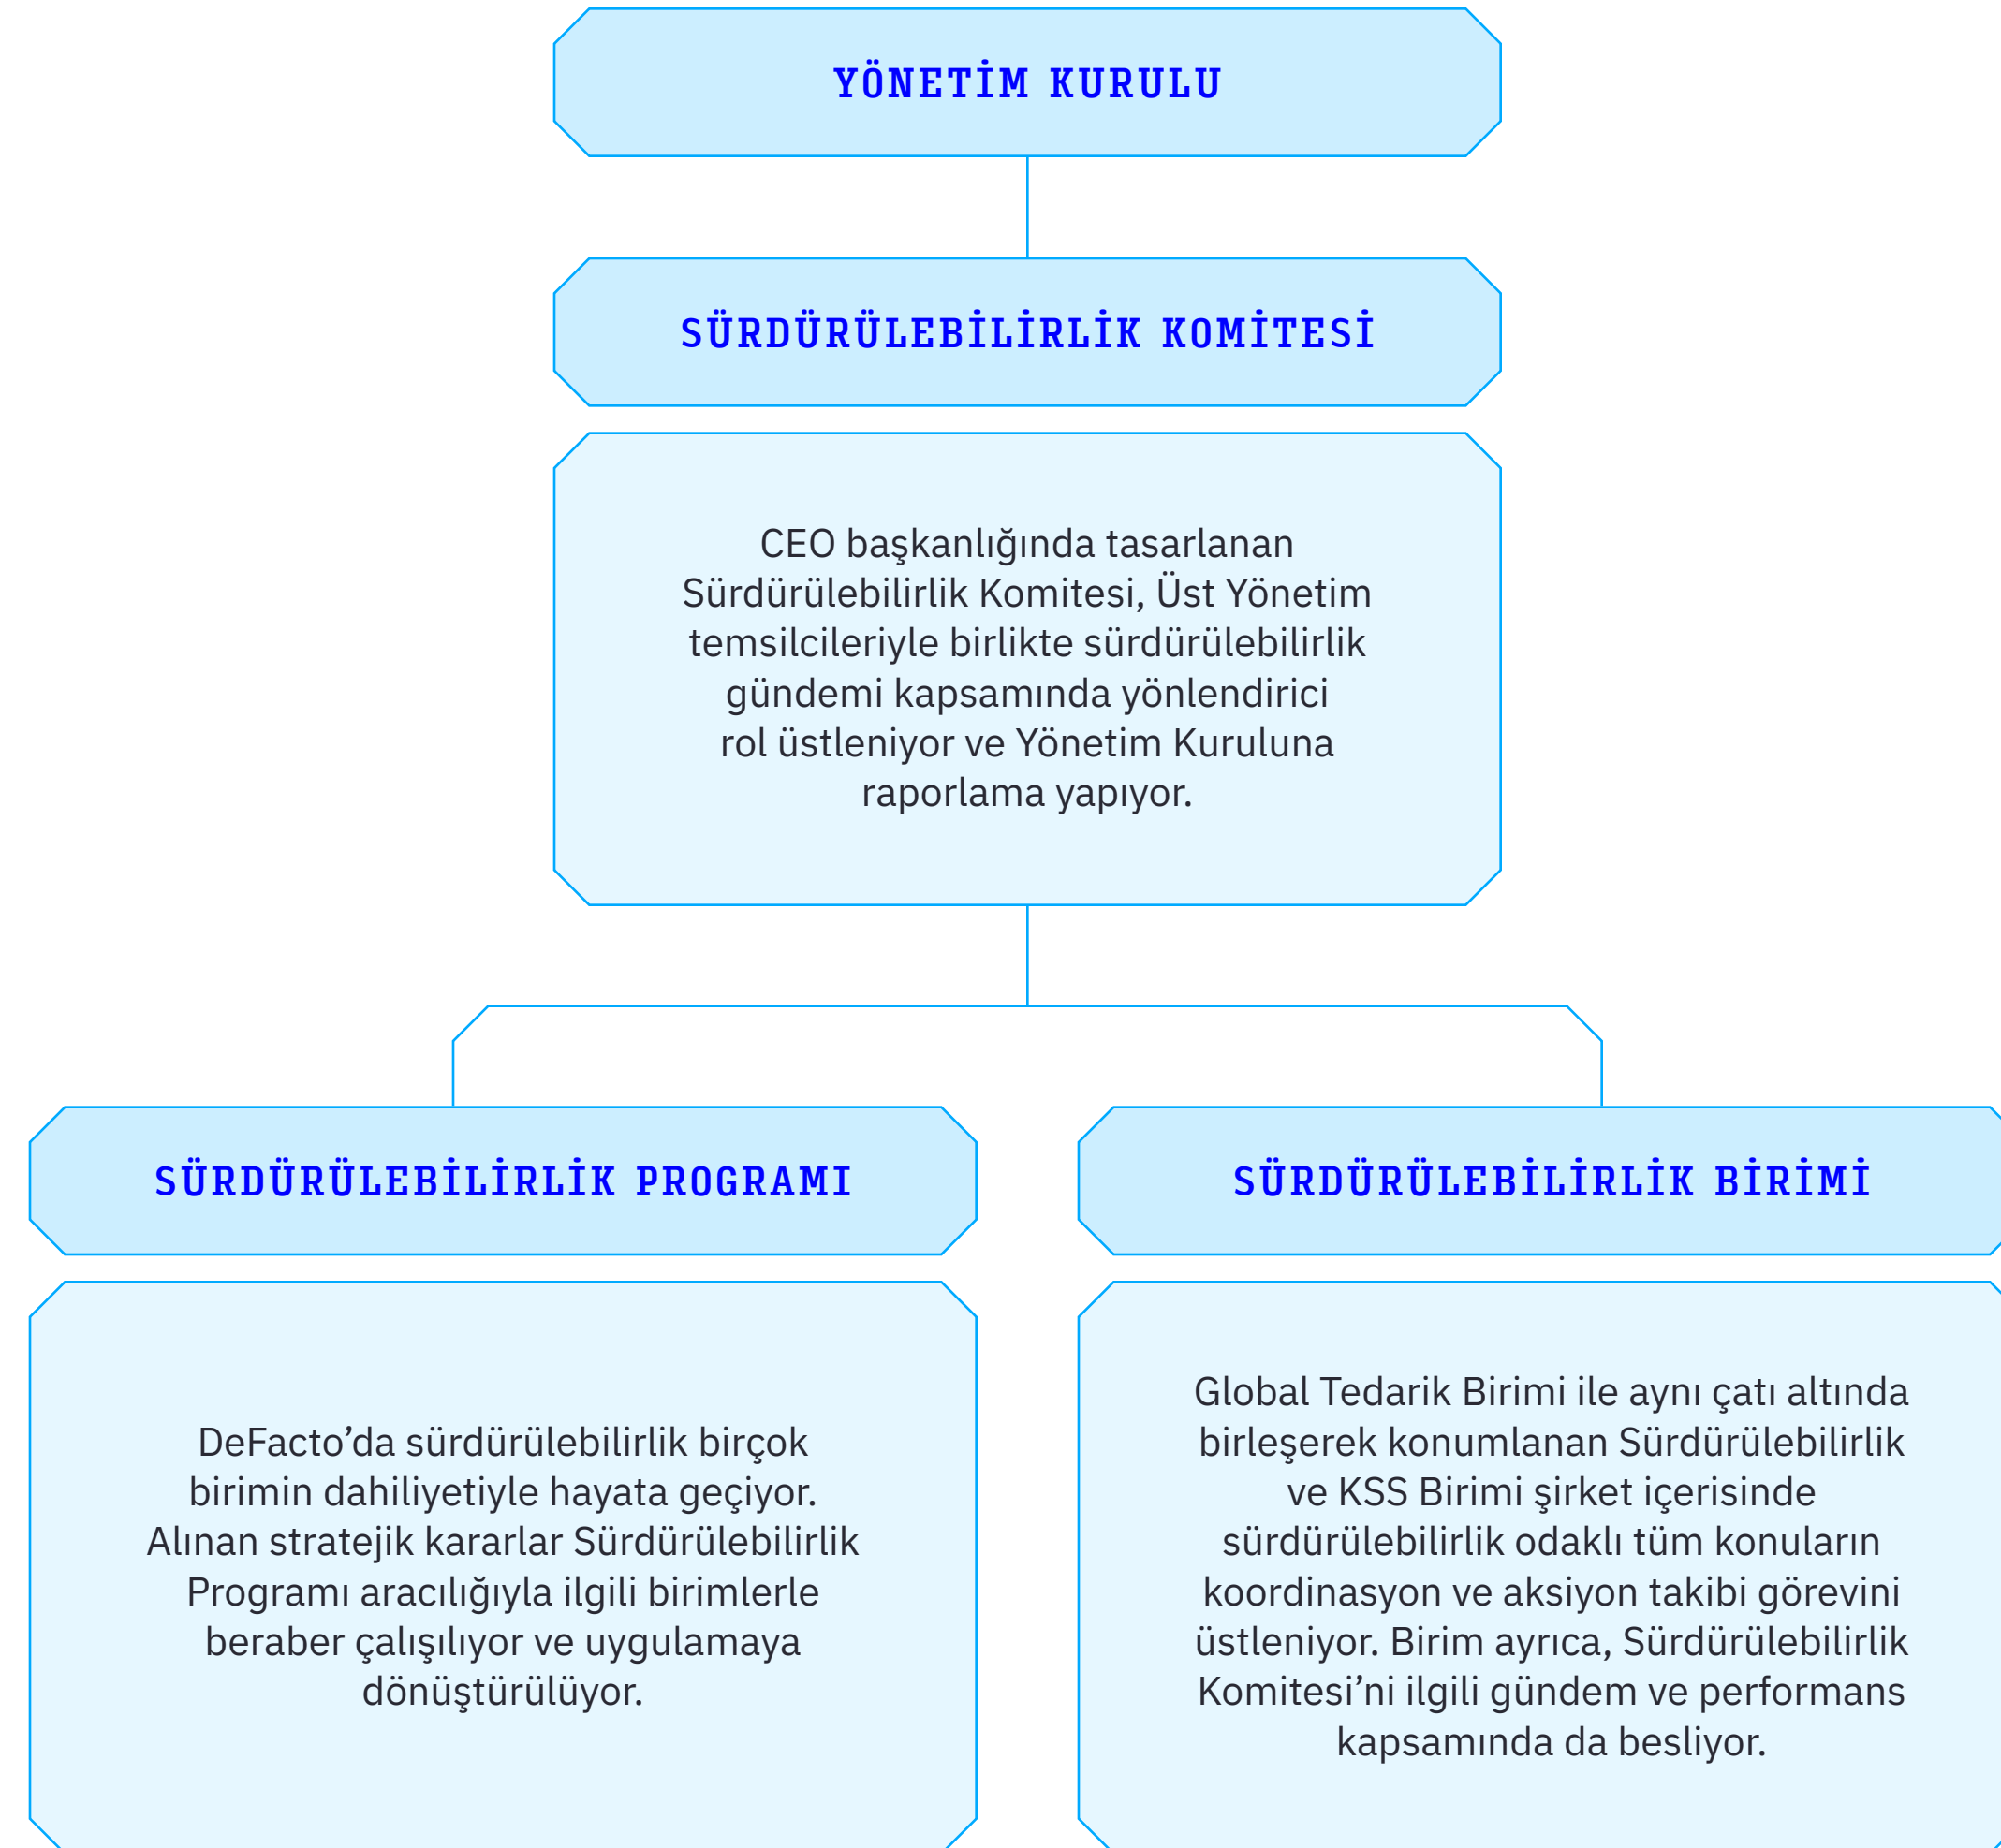 YÖNETİM KURULU
SÜRDÜRÜLEBİLİRLİK KOMİTESİ
CEO başkanlığında tasarlanan
Sürdürülebilirlik Komitesi, Üst Yönetim
temsilcileriyle birlikte sürdürülebilirlik
gündemi kapsamında yönlendirici
rol üstleniyor ve Yönetim Kuruluna
raporlama yapıyor.
SÜRDÜRÜLEBİLİRLİK PROGRAMI
DeFacto’da sürdürülebilirlik birçok
birimin dahiliyetiyle hayata geçiyor.
Alınan stratejik kararlar Sürdürülebilirlik
Programı aracılığıyla ilgili birimlerle
beraber çalışılıyor ve uygulamaya
dönüştürülüyor.
SÜRDÜRÜLEBİLİRLİK BİRİMİ
Global Tedarik Birimi ile aynı çatı altında
birleşerek konumlanan Sürdürülebilirlik
ve KSS Birimi şirket içerisinde
sürdürülebilirlik odaklı tüm konuların
koordinasyon ve aksiyon takibi görevini
üstleniyor. Birim ayrıca, Sürdürülebilirlik
Komitesi’ni ilgili gündem ve performans
kapsamında da besliyor.